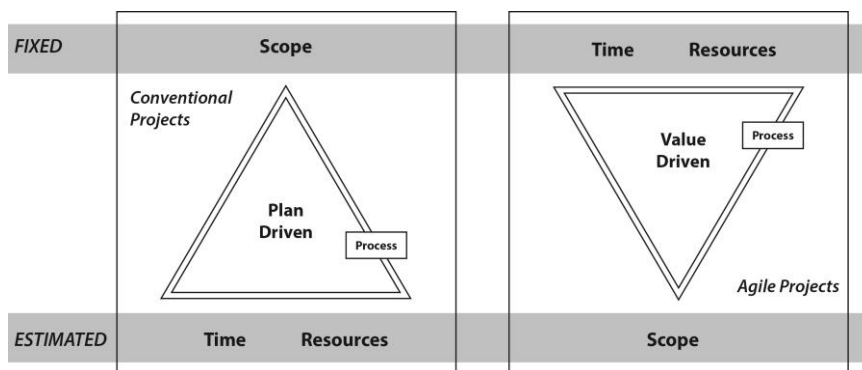 FIXED
Scope
Conventional
Projects
Plan
Driven
Process
ESTIMATED
Time Resources
Time Resources
Value
Driven
Process
Agile Projects
Scope